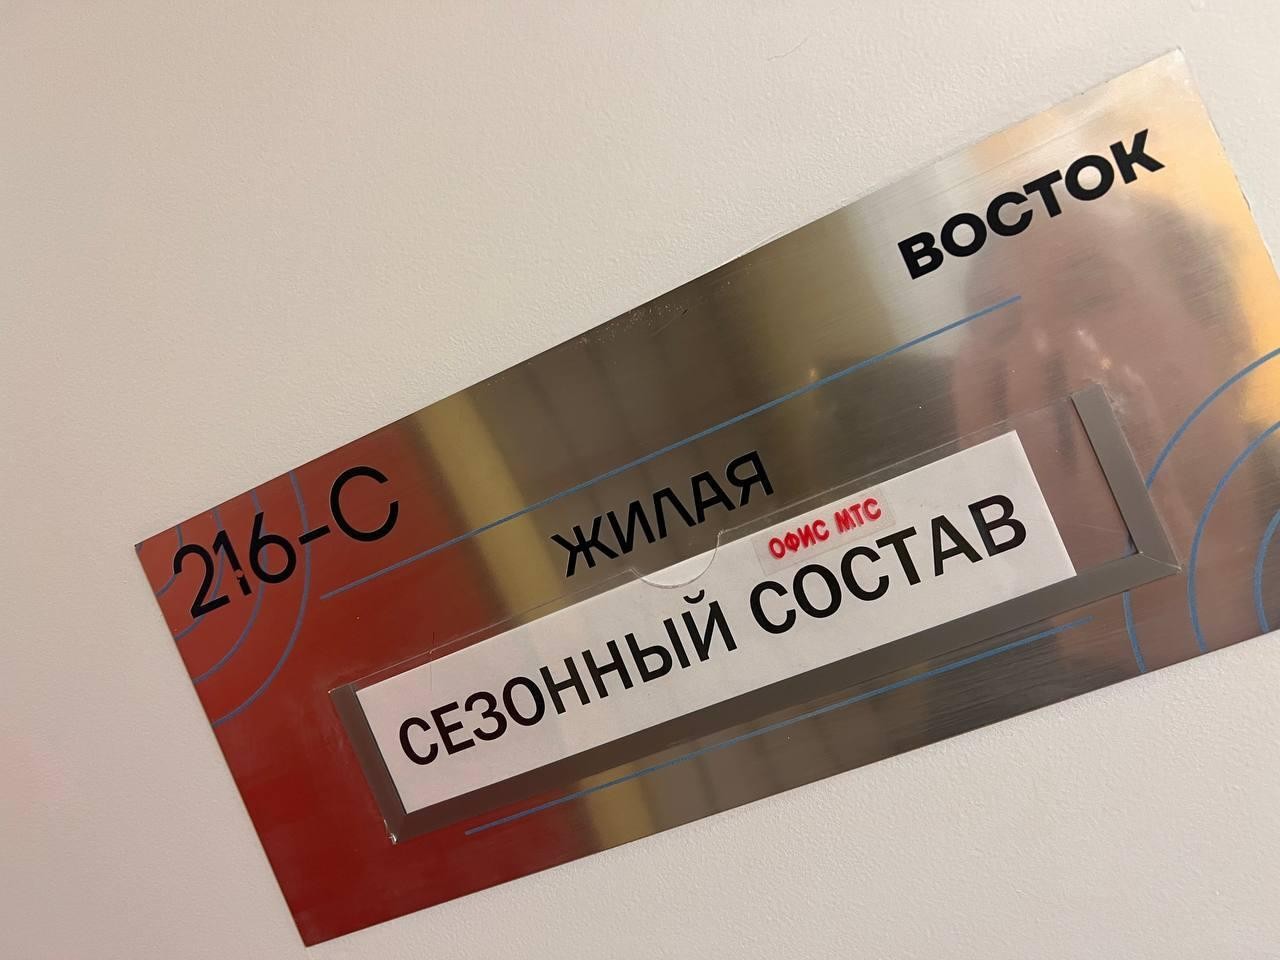 ВОСТОК
216-С
ЖИЛАЯ
ОФИС МТС
СЕЗОННЫЙ СОСТАВ